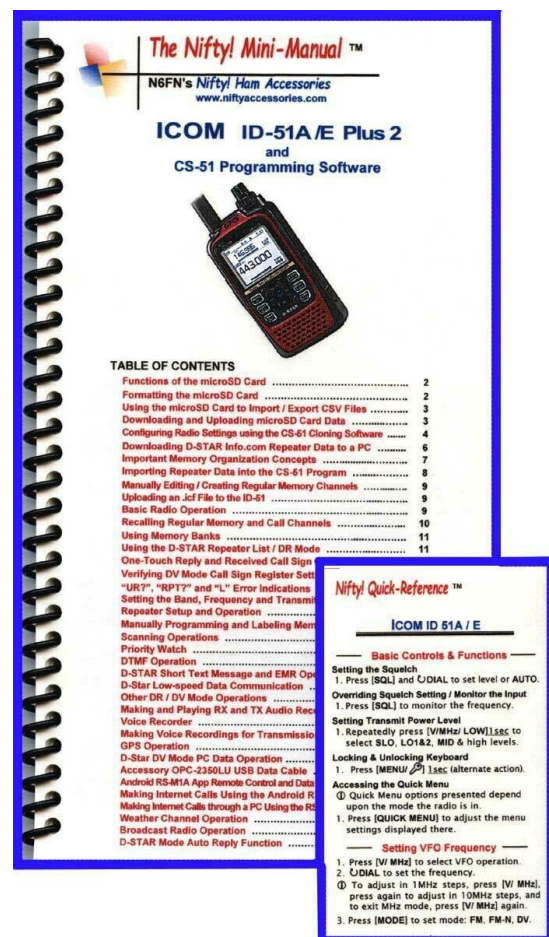 The Nifty! Mini-Manual ™
N6FN's Nifty! Ham Accessories
www.niftyaccessories.com
ICOM ID-51A/E Plus 2
and
CS-51 Programming Software
443.000
TABLE OF CONTENTS
Functions of the microSD Card ........ 2
Formatting the microSD Card ........ 2
Using the microSD Card to Import / Export CSV Files ........ 3
Downloading and Uploading microSD Card Data ........ 3
Configuring Radio Settings using the CS-51 Cloning Software ........ 4
Downloading D-STAR Info.com Repeater Data to a PC ........ 6
Important Memory Organization Concepts ........ 7
Importing Repeater Data into the CS-51 Program ........ 8
Manually Editing / Creating Regular Memory Channels ........ 9
Uploading an .icf File to the ID-51 ........ 9
Basic Radio Operation ........ 9
Recalling Regular Memory and Call Channels ........ 10
Using Memory Banks ........ 11
Using the D-STAR Repeater List / DR Mode ........ 11
One-Touch Reply and Received Call Sign
Verifying DV Mode Call Sign Register Sett
"UR?", "RPT?" and "L" Error Indications
Setting the Band, Frequency and Transmit
Repeater Setup and Operation ........
Manually Programming and Labeling Mem
Scanning Operations ........
Priority Watch ........
DTMF Operation ........
D-STAR Short Text Message and EMR Ope
D-Star Low-speed Data Communication ........
Other DR / DV Mode Operations ........
Making and Playing RX and TX Audio Reco
Voice Recorder ........
Making Voice Recordings for Transmissio
GPS Operation ........
D-Star DV Mode PC Data Operation ........
Accessory OPC-2350LU USB Data Cable ........
Android RS-M1A App Remote Control and Data
Making Internet Calls Using the Android R
Making Internet Calls through a PC Using the RS
Weather Channel Operation ........
Broadcast Radio Operation ........
D-STAR Mode Auto Reply Function ........
Nifty! Quick-Reference ™
ICOM ID 51A / E
Basic Controls & Functions
Setting the Squelch
1. Press [SQL] and DIAL to set level or AUTO.
Overriding Squelch Setting / Monitor the Input
1. Press [SQL] to monitor the frequency.
Setting Transmit Power Level
1. Repeatedly press [V/MHz/ LOW]1sec to
select SLO, LO1&2, MID & high levels.
Locking & Unlocking Keyboard
1. Press [MENU/ ] 1sec (alternate action).
Accessing the Quick Menu
① Quick Menu options presented depend
upon the mode the radio is in.
1. Press [QUICK MENU] to adjust the menu
settings displayed there.
Setting VFO Frequency
1. Press [V/ MHz] to select VFO operation.
2. DIAL to set the frequency.
① To adjust in 1MHz steps, press [V/ MHz],
press again to adjust in 10MHz steps, and
to exit MHz mode, press [V/ MHz] again.
3. Press [MODE] to set mode: FM, FM-N, DV.